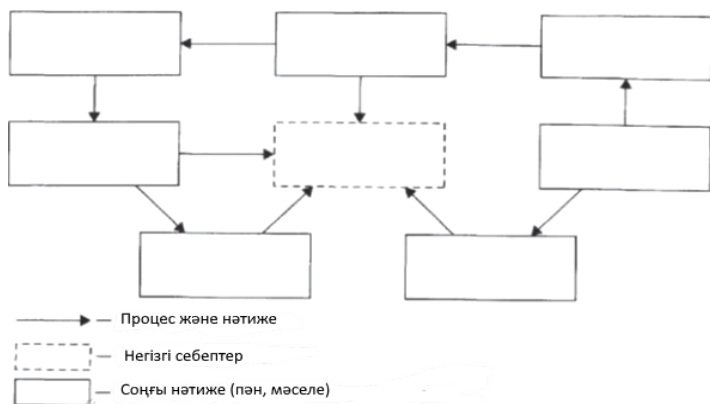 — Процес және нәтиже
— Негізгі себептер
— Соңғы нәтиже (пән, мәселе)